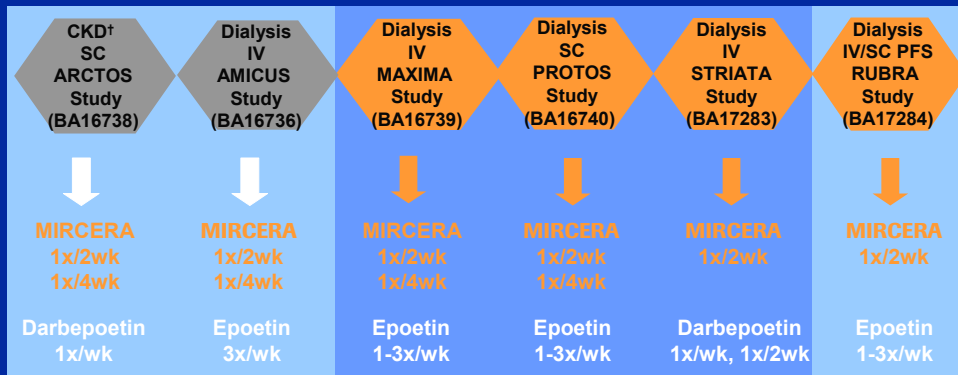 CKD†
SC
ARCTOS
Study
(BA16738)
Dialysis
IV
AMICUS
Study
(BA16736)
Dialysis
IV
MAXIMA
Study
(BA16739)
Dialysis
SC
PROTOS
Study
(BA16740)
Dialysis
IV
STRIATA
Study
(BA17283)
Dialysis
IV/SC PFS
RUBRA
Study
(BA17284)
MIRCERA
1x/2wk
1x/4wk
MIRCERA
1x/2wk
1x/4wk
MIRCERA
1x/2wk
1x/4wk
MIRCERA
1x/2wk
1x/4wk
MIRCERA
1x/2wk
MIRCERA
1x/2wk
Darbepoetin
1x/wk
Epoetin
3x/wk
Epoetin
1-3x/wk
Epoetin
1-3x/wk
Darbepoetin
1x/wk, 1x/2wk
Epoetin
1-3x/wk